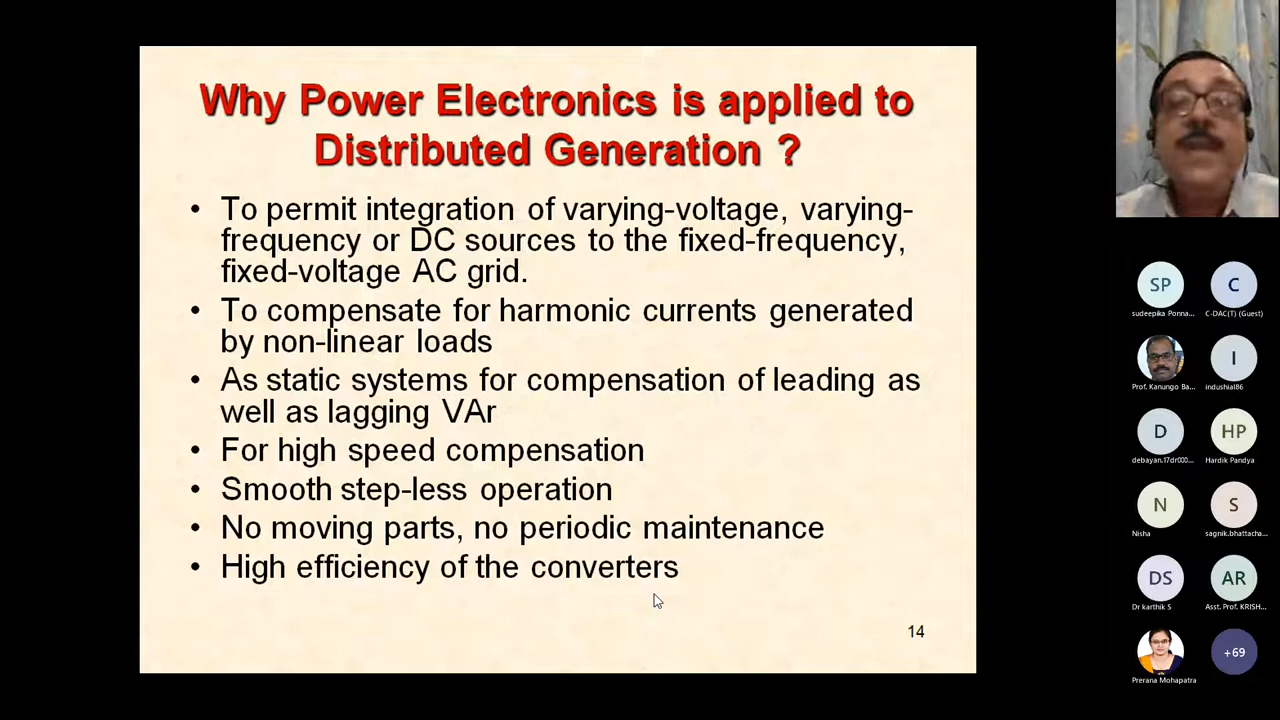 Why Power Electronics is applied to
Distributed Generation ?
• To permit integration of varying-voltage, varying-
frequency or DC sources to the fixed-frequency,
fixed-voltage AC grid.
• To compensate for harmonic currents generated
by non-linear loads
• As static systems for compensation of leading as
well as lagging VAr
• For high speed compensation
• Smooth step-less operation
• No moving parts, no periodic maintenance
• High efficiency of the converters
14
SP
C
sudeepika Ponna...
C-DAC(T) (Guest)
I
Prof. Kanungo Ba...
indushial86
D
HP
debayan.17dr000...
Hardik Pandya
N
S
Nisha
sagnik.bhattacha...
DS
AR
Dr karthik S
Asst. Prof. KRISH...
+69
Prerana Mohapatra